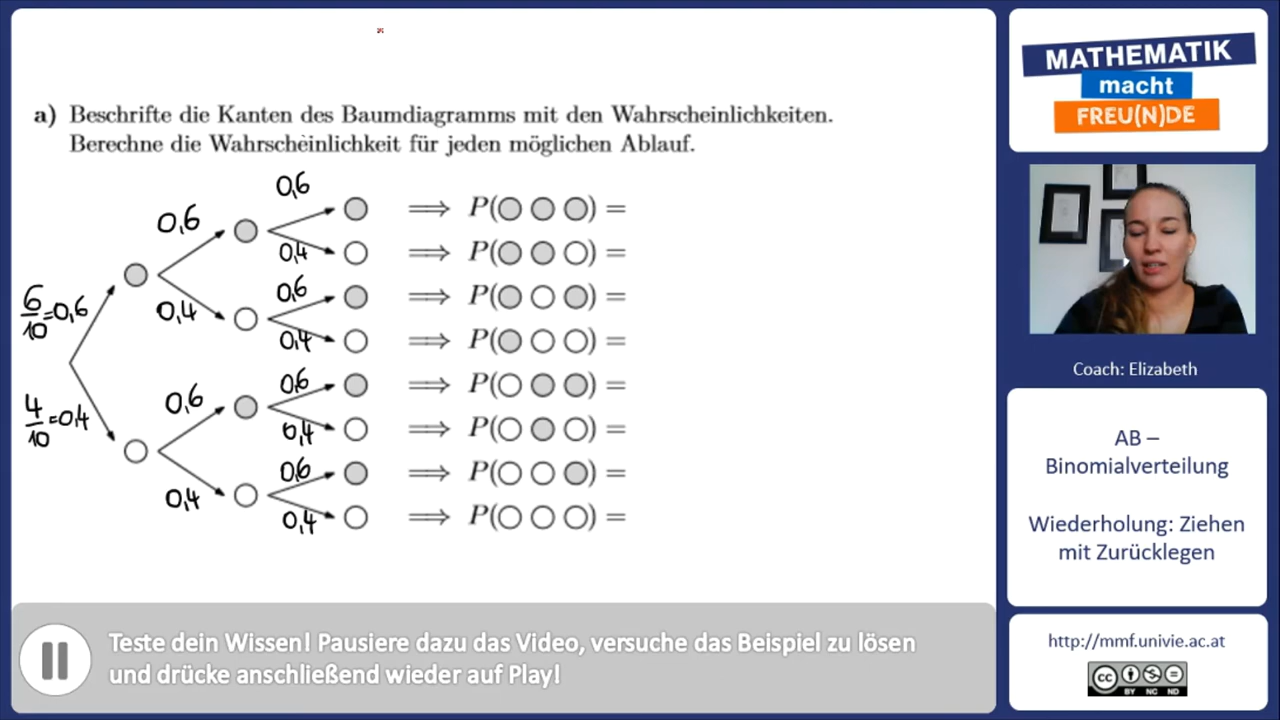 a) Beschrifte die Kanten des Baumdiagramms mit den Wahrscheinlichkeiten.
Berechne die Wahrscheinlichkeit für jeden möglichen Ablauf.
0,6
0,6
0,4
6/10=0,6
0,4
0,6
0,4
4/10=0,4
0,6
0,6
0,4
0,4
0,6
0,4
⟹ P(● ● ●) =
⟹ P(● ● ○) =
⟹ P(● ○ ●) =
⟹ P(● ○ ○) =
⟹ P(○ ● ●) =
⟹ P(○ ● ○) =
⟹ P(○ ○ ●) =
⟹ P(○ ○ ○) =
Teste dein Wissen! Pausiere dazu das Video, versuche das Beispiel zu lösen
und drücke anschließend wieder auf Play!
MATHEMATIK
macht
FREU(N)DE
Coach: Elizabeth
AB –
Binomialverteilung
Wiederholung: Ziehen
mit Zurücklegen
http://mmf.univie.ac.at
cc
BY NC ND